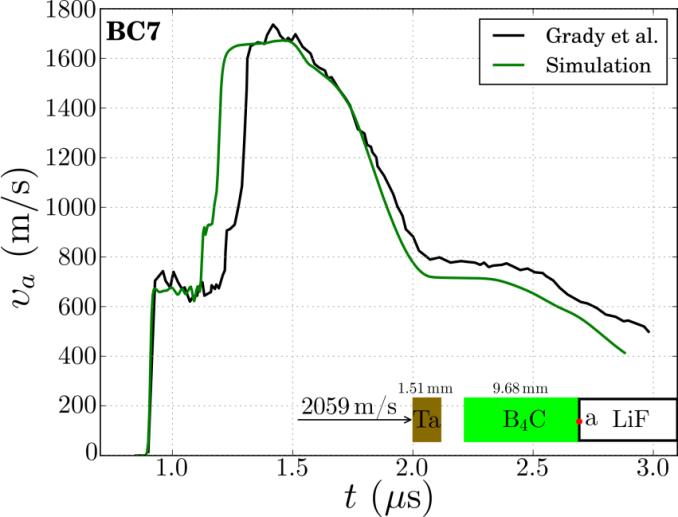 BC7
Grady et al.
Simulation
1800
1600
1400
1200
1000
800
600
400
200
0
v_a (m/s)
1.51 mm
9.68 mm
2059 m/s
Ta
B₄C
a
LiF
1.0
1.5
2.0
2.5
3.0
t (μs)